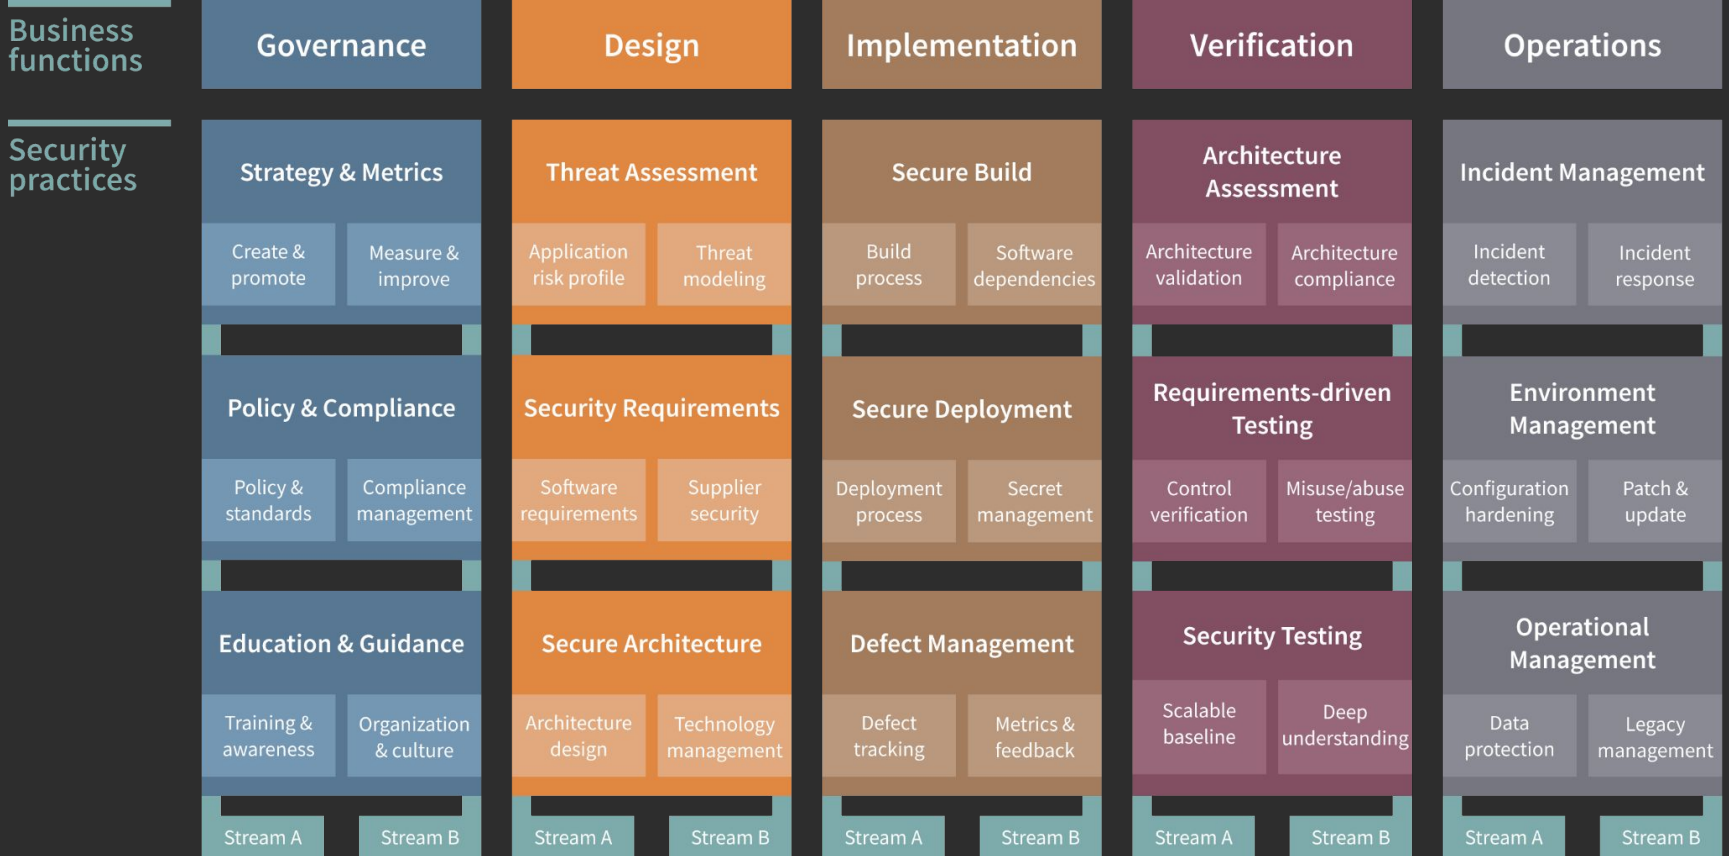 Business
functions
Governance
Design
Implementation
Verification
Operations
Security
practices
Strategy & Metrics
Create &
promote
Measure &
improve
Threat Assessment
Application
risk profile
Threat
modeling
Secure Build
Build
process
Software
dependencies
Architecture
Assessment
Architecture
validation
Architecture
compliance
Incident Management
Incident
detection
Incident
response
Policy & Compliance
Policy &
standards
Compliance
management
Security Requirements
Software
requirements
Supplier
security
Secure Deployment
Deployment
process
Secret
management
Requirements-driven
Testing
Control
verification
Misuse/abuse
testing
Environment
Management
Configuration
hardening
Patch &
update
Education & Guidance
Training &
awareness
Organization
& culture
Secure Architecture
Architecture
design
Technology
management
Defect Management
Defect
tracking
Metrics &
feedback
Security Testing
Scalable
baseline
Deep
understanding
Operational
Management
Data
protection
Legacy
management
Stream A
Stream B
Stream A
Stream B
Stream A
Stream B
Stream A
Stream B
Stream A
Stream B